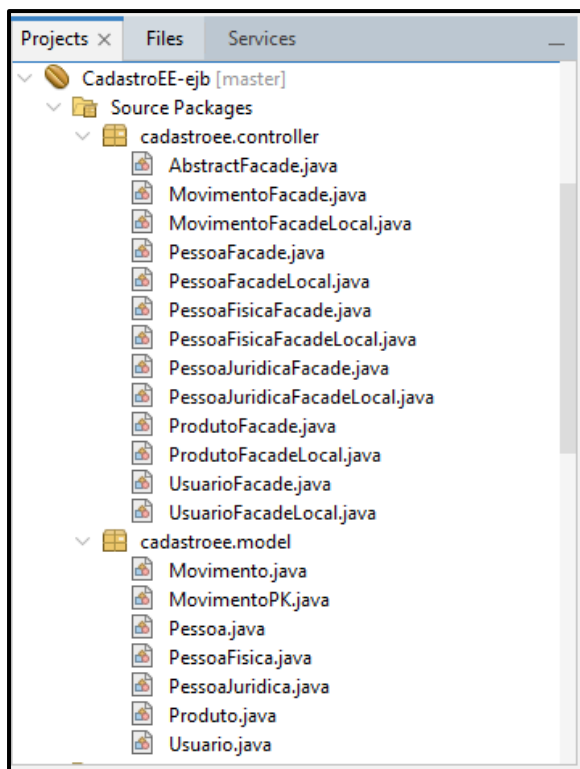 Projects Files Services
CadastroEE-ejb [master]
Source Packages
cadastroee.controller
AbstractFacade.java
MovimentoFacade.java
MovimentoFacadeLocal.java
PessoaFacade.java
PessoaFacadeLocal.java
PessoaFisicaFacade.java
PessoaFisicaFacadeLocal.java
PessoaJuridicaFacade.java
PessoaJuridicaFacadeLocal.java
ProdutoFacade.java
ProdutoFacadeLocal.java
UsuarioFacade.java
UsuarioFacadeLocal.java
cadastroee.model
Movimento.java
MovimentoPK.java
Pessoa.java
PessoaFisica.java
PessoaJuridica.java
Produto.java
Usuario.java